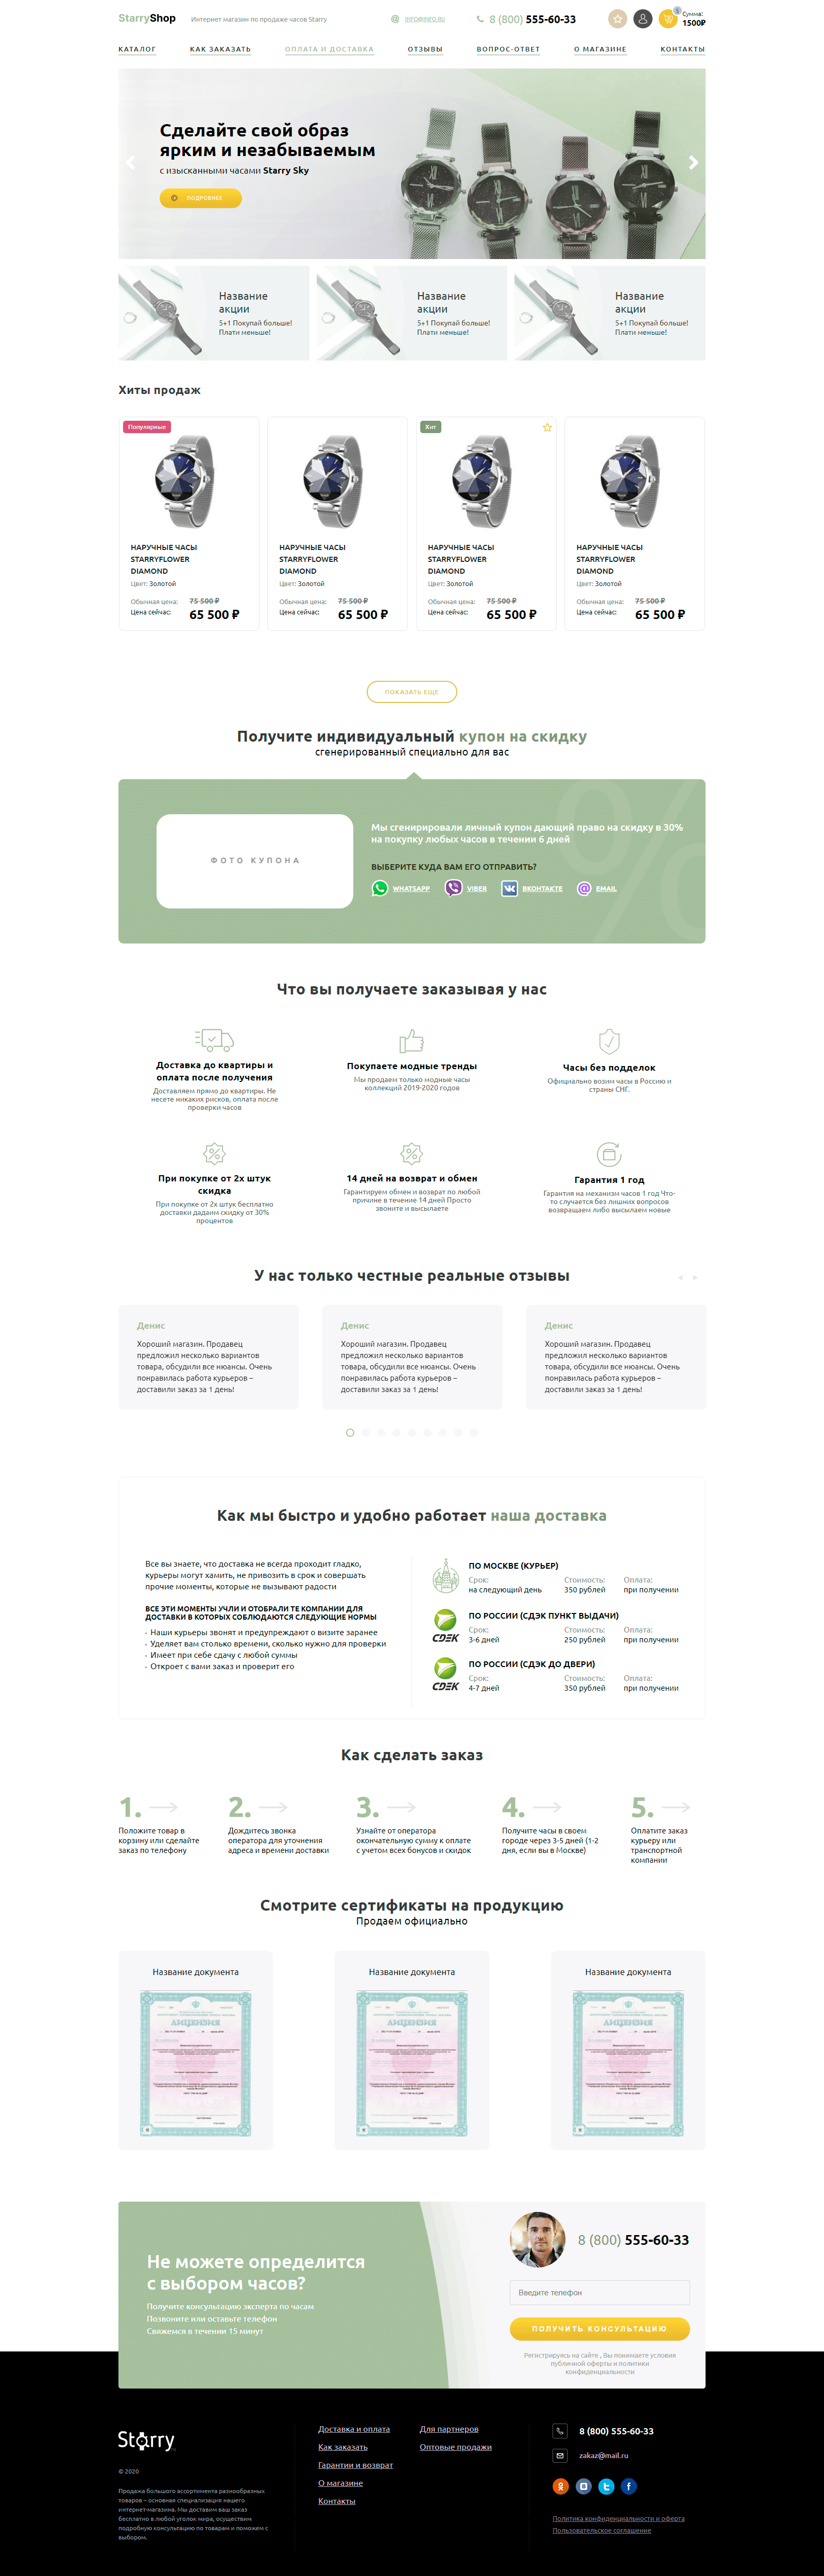 StarryShop
Интернет магазин по продаже часов Starry
INFO@INFO.RU
8 (800) 555-60-33
5
Сумма:
1500₽
КАТАЛОГ
КАК ЗАКАЗАТЬ
ОПЛАТА И ДОСТАВКА
ОТЗЫВЫ
ВОПРОС-ОТВЕТ
О МАГАЗИНЕ
КОНТАКТЫ
Сделайте свой образ
ярким и незабываемым
с изысканными часами Starry Sky
ПОДРОБНЕЕ
Название
акции
5+1 Покупай больше!
Плати меньше!
Название
акции
5+1 Покупай больше!
Плати меньше!
Название
акции
5+1 Покупай больше!
Плати меньше!
Хиты продаж
Популярные
НАРУЧНЫЕ ЧАСЫ
STARRYFLOWER
DIAMOND
Цвет: Золотой
Обычная цена: 75 500 ₽
Цена сейчас: 65 500 ₽
НАРУЧНЫЕ ЧАСЫ
STARRYFLOWER
DIAMOND
Цвет: Золотой
Обычная цена: 75 500 ₽
Цена сейчас: 65 500 ₽
Хит
НАРУЧНЫЕ ЧАСЫ
STARRYFLOWER
DIAMOND
Цвет: Золотой
Обычная цена: 75 500 ₽
Цена сейчас: 65 500 ₽
НАРУЧНЫЕ ЧАСЫ
STARRYFLOWER
DIAMOND
Цвет: Золотой
Обычная цена: 75 500 ₽
Цена сейчас: 65 500 ₽
ПОКАЗАТЬ ЕЩЕ
Получите индивидуальный купон на скидку
сгенерированный специально для вас
ФОТО КУПОНА
Мы сгенирировали личный купон дающий право на скидку в 30%
на покупку любых часов в течении 6 дней
ВЫБЕРИТЕ КУДА ВАМ ЕГО ОТПРАВИТЬ?
WHATSAPP
VIBER
ВКОНТАКТЕ
EMAIL
Что вы получаете заказывая у нас
Доставка до квартиры и
оплата после получения
Доставляем прямо до квартиры. Не
несете никаких рисков, оплата после
проверки часов
Покупаете модные тренды
Мы продаем только модные часы
коллекций 2019-2020 годов
Часы без подделок
Официально возим часы в Россию и
страны СНГ.
При покупке от 2х штук
скидка
При покупке от 2х штук бесплатно
доставки дадаим скидку от 30%
процентов
14 дней на возврат и обмен
Гарантируем обмен и возврат по любой
причине в течение 14 дней Просто
звоните и высылаете
Гарантия 1 год
Гарантия на механизм часов 1 год Что-
то случается без лишних вопросов
возвращаем либо высылаем новые
У нас только честные реальные отзывы
Денис
Хороший магазин. Продавец
предложил несколько вариантов
товара, обсудили все нюансы. Очень
понравилась работа курьеров –
доставили заказ за 1 день!
Денис
Хороший магазин. Продавец
предложил несколько вариантов
товара, обсудили все нюансы. Очень
понравилась работа курьеров –
доставили заказ за 1 день!
Денис
Хороший магазин. Продавец
предложил несколько вариантов
товара, обсудили все нюансы. Очень
понравилась работа курьеров –
доставили заказ за 1 день!
Как мы быстро и удобно работает наша доставка
Все вы знаете, что доставка не всегда проходит гладко,
курьеры могут хамить, не привозить в срок и совершать
прочие моменты, которые не вызывают радости
ВСЕ ЭТИ МОМЕНТЫ УЧЛИ И ОТОБРАЛИ ТЕ КОМПАНИИ ДЛЯ
ДОСТАВКИ В КОТОРЫХ СОБЛЮДАЮТСЯ СЛЕДУЮЩИЕ НОРМЫ
· Наши курьеры звонят и предупреждают о визите заранее
· Уделяет вам столько времени, сколько нужно для проверки
· Имеет при себе сдачу с любой суммы
· Откроет с вами заказ и проверит его
ПО МОСКВЕ (КУРЬЕР)
Срок: Стоимость: Оплата:
на следующий день 350 рублей при получении
CDEK
ПО РОССИИ (СДЭК ПУНКТ ВЫДАЧИ)
Срок: Стоимость: Оплата:
3-6 дней 250 рублей при получении
CDEK
ПО РОССИИ (СДЭК ДО ДВЕРИ)
Срок: Стоимость: Оплата:
4-7 дней 350 рублей при получении
Как сделать заказ
1.
Положите товар в
корзину или сделайте
заказ по телефону
2.
Дождитесь звонка
оператора для уточнения
адреса и времени доставки
3.
Узнайте от оператора
окончательную сумму к оплате
с учетом всех бонусов и скидок
4.
Получите часы в своем
городе через 3-5 дней (1-2
дня, если вы в Москве)
5.
Оплатите заказ
курьеру или
транспортной
компании
Смотрите сертификаты на продукцию
Продаем официально
Название документа
ЛИЦЕНЗИЯ
Название документа
ЛИЦЕНЗИЯ
Название документа
ЛИЦЕНЗИЯ
Не можете определится
с выбором часов?
Получите консультацию эксперта по часам
Позвоните или оставьте телефон
Свяжемся в течении 15 минут
8 (800) 555-60-33
Введите телефон
ПОЛУЧИТЬ КОНСУЛЬТАЦИЮ
Регистрируясь на сайте , Вы понимаете условия
публичной оферты и политики
конфиденциальности
Starry
© 2020
Продажа большого ассортимента разнообразных
товаров – основная специализация нашего
интернет-магазина. Мы доставим ваш заказ
бесплатно в любой уголок мира, осуществим
подробную консультацию по товарам и поможем с
выбором.
Доставка и оплата
Как заказать
Гарантии и возврат
О магазине
Контакты
Для партнеров
Оптовые продажи
8 (800) 555-60-33
zakaz@mail.ru
Политика конфиденциальности и оферта
Пользовательское соглашение